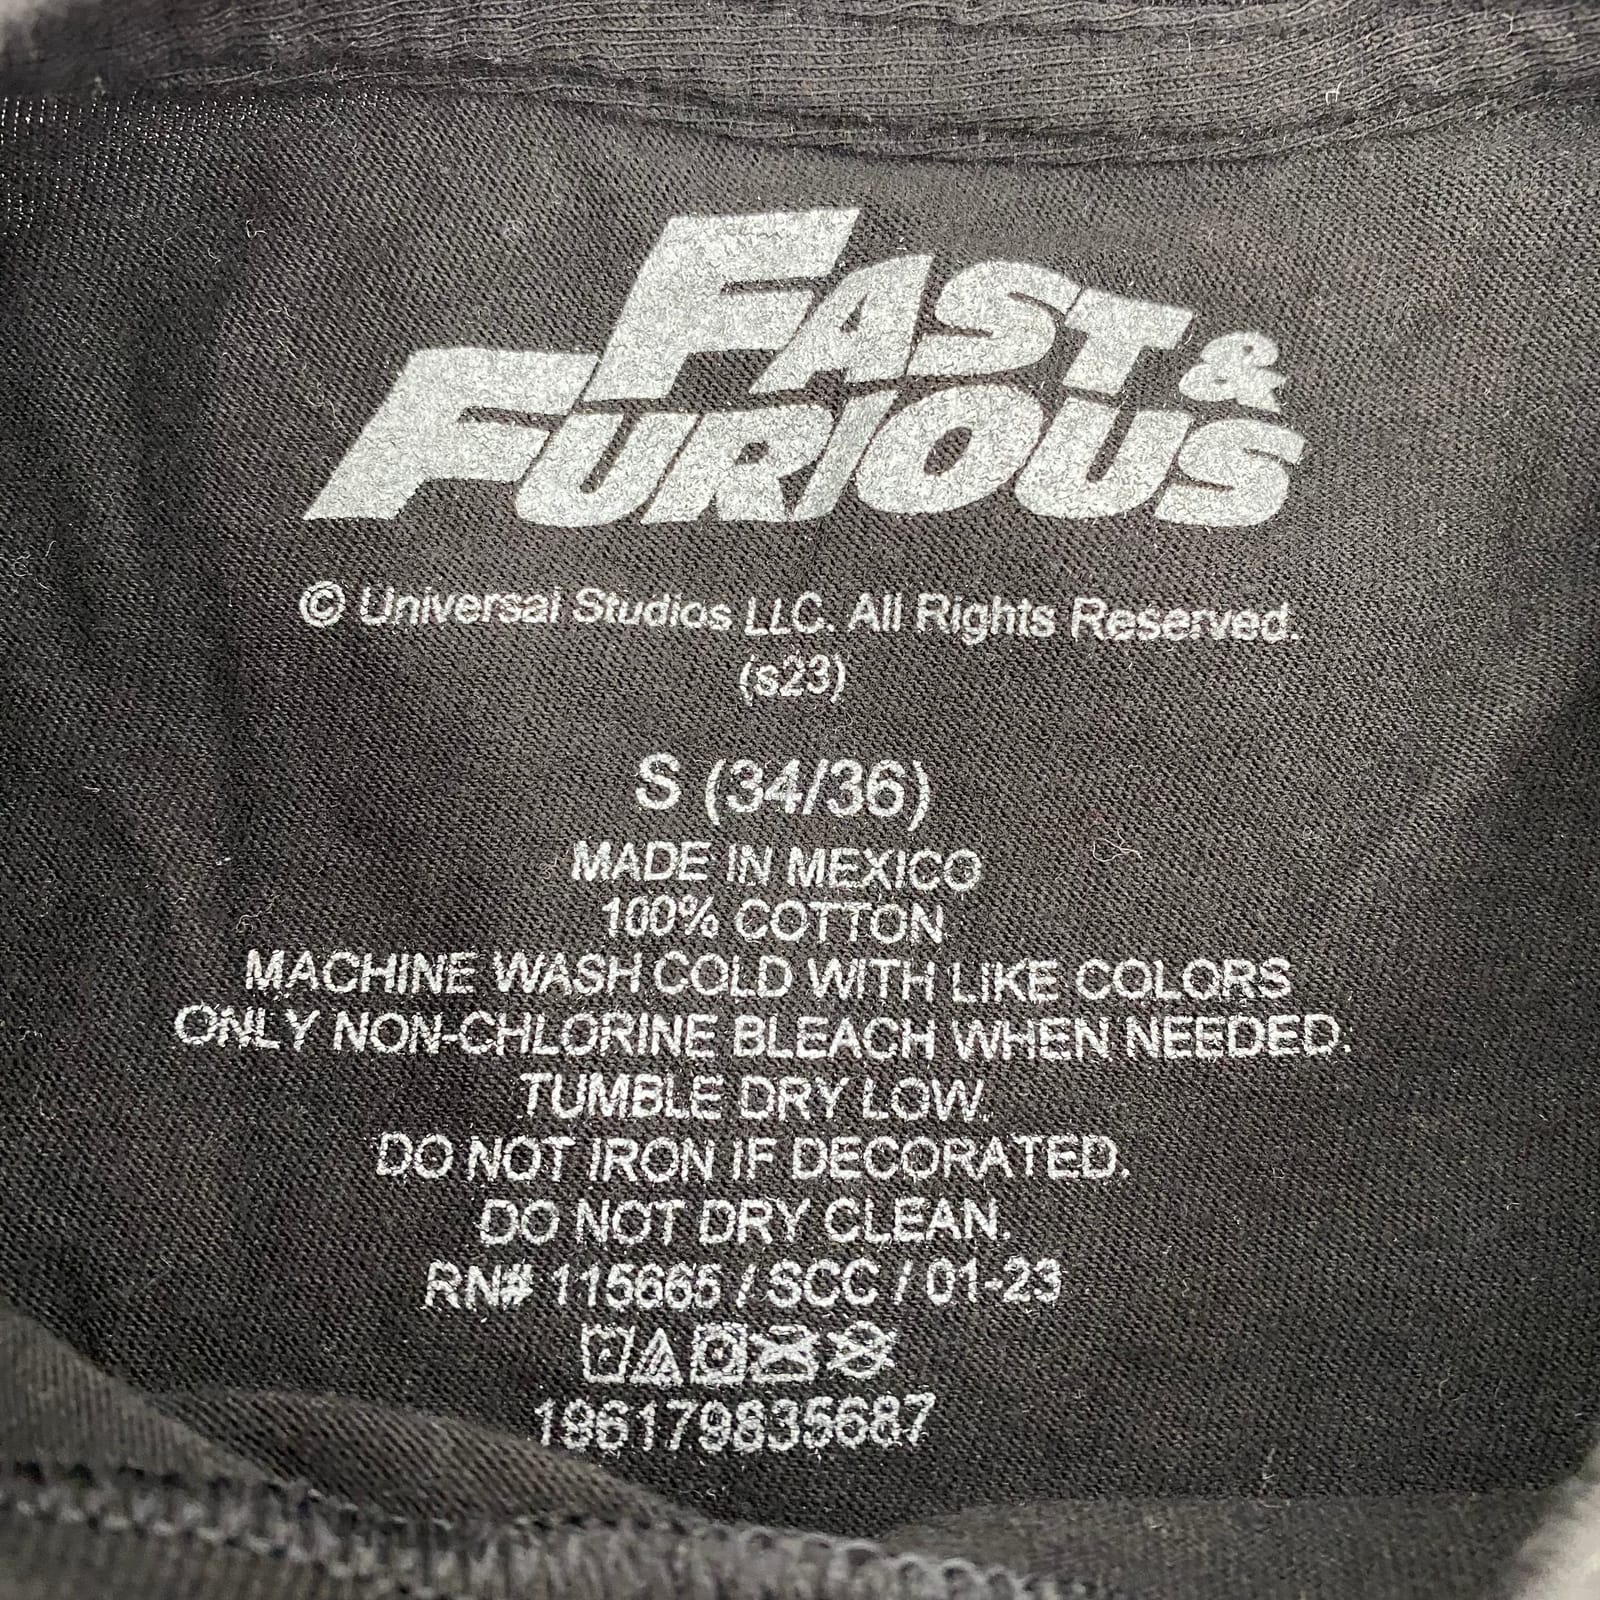 FAST &
FURIOUS
© Universal Studios LLC. All Rights Reserved.
(s23)
S (34/36)
MADE IN MEXICO
100% COTTON
MACHINE WASH COLD WITH LIKE COLORS
ONLY NON-CHLORINE BLEACH WHEN NEEDED.
TUMBLE DRY LOW.
DO NOT IRON IF DECORATED.
DO NOT DRY CLEAN.
RN# 115665 / SCC / 01-23
196179835687